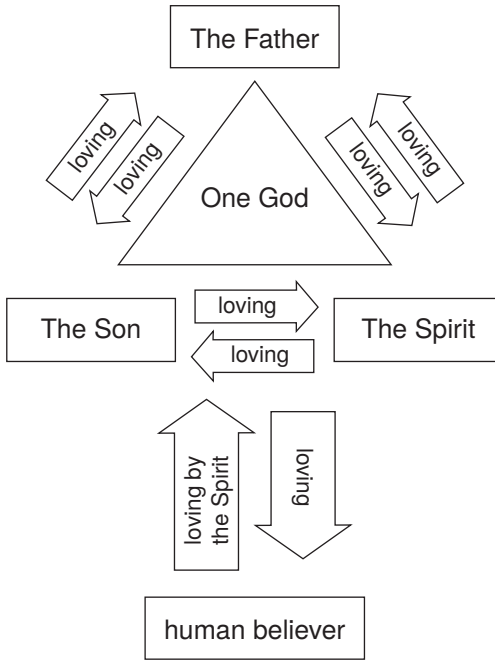 The Father
loving
loving
loving
loving
One God
The Son
loving
loving
The Spirit
loving by
the Spirit
loving
human believer